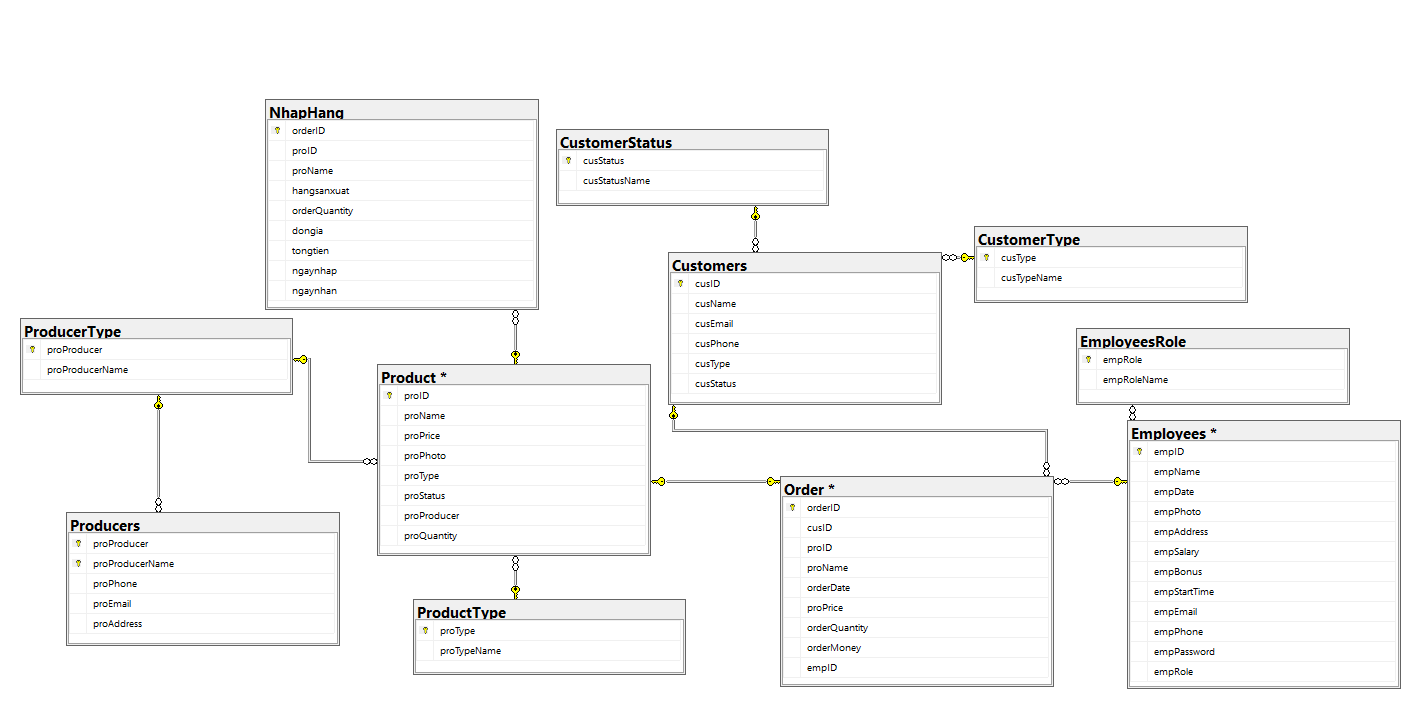 NhapHang
orderID
proID
proName
hangsanxuat
orderQuantity
dongia
tongtien
ngaynhap
ngaynhan
CustomerStatus
cusStatus
cusStatusName
CustomerType
cusType
cusTypeName
Customers
cusID
cusName
cusEmail
cusPhone
cusType
cusStatus
ProducerType
proProducer
proProducerName
EmployeesRole
empRole
empRoleName
Product *
proID
proName
proPrice
proPhoto
proType
proStatus
proProducer
proQuantity
Employees *
empID
empName
empDate
empPhoto
empAddress
empSalary
empBonus
empStartTime
empEmail
empPhone
empPassword
empRole
Order *
orderID
cusID
proID
proName
orderDate
proPrice
orderQuantity
orderMoney
empID
Producers
proProducer
proProducerName
proPhone
proEmail
proAddress
ProductType
proType
proTypeName